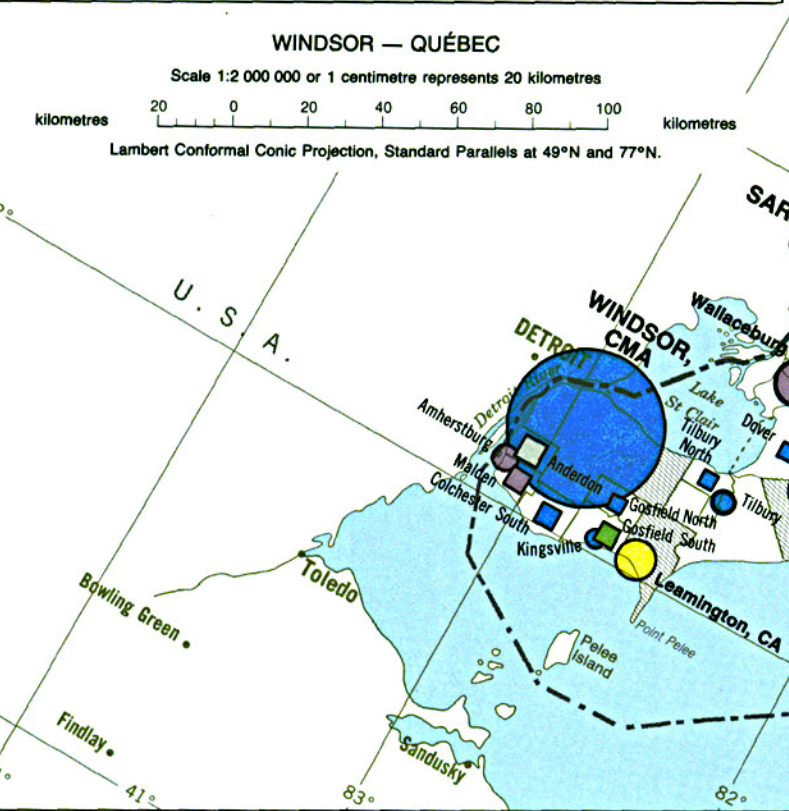 WINDSOR — QUÉBEC
Scale 1:2 000 000 or 1 centimetre represents 20 kilometres
kilometres 20 0 20 40 60 80 100 kilometres
Lambert Conformal Conic Projection, Standard Parallels at 49°N and 77°N.
U. S. A.
DETROIT
WINDSOR,
CMA
Wallaceburg
Detroit River
Lake
St Clair
Dover
Tilbury
North
Tilbury
Amherstburg
Malden
Anderdon
Colchester South
Gosfield North
Gosfield South
Kingsville
Leamington, CA
Point Pelee
Pelee
Island
Toledo
Bowling Green
Findlay
Sandusky
41°
83°
82°